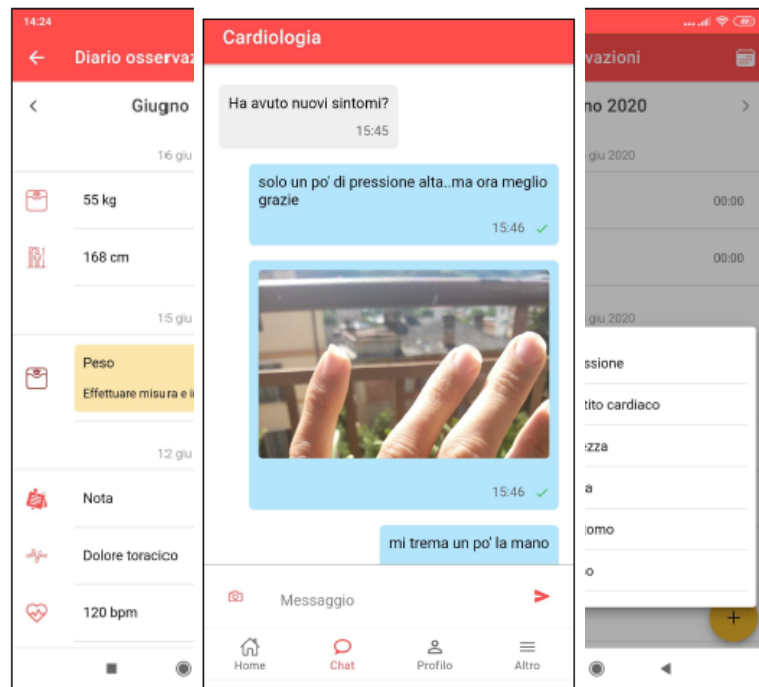 14:24
Diario osservaz
Giugno
16 giu
55 kg
168 cm
15 giu
Peso
Effettuare misura e i
12 giu
Nota
Dolore toracico
120 bpm
Cardiologia
Ha avuto nuovi sintomi?
15:45
solo un po' di pressione alta..ma ora meglio
grazie
15:46
15:46
mi trema un po' la mano
Messaggio
Home
Chat
Profilo
Altro
vazioni
no 2020
giu 2020
00:00
00:00
giu 2020
ssione
tito cardiaco
ezza
a
tomo
so
+